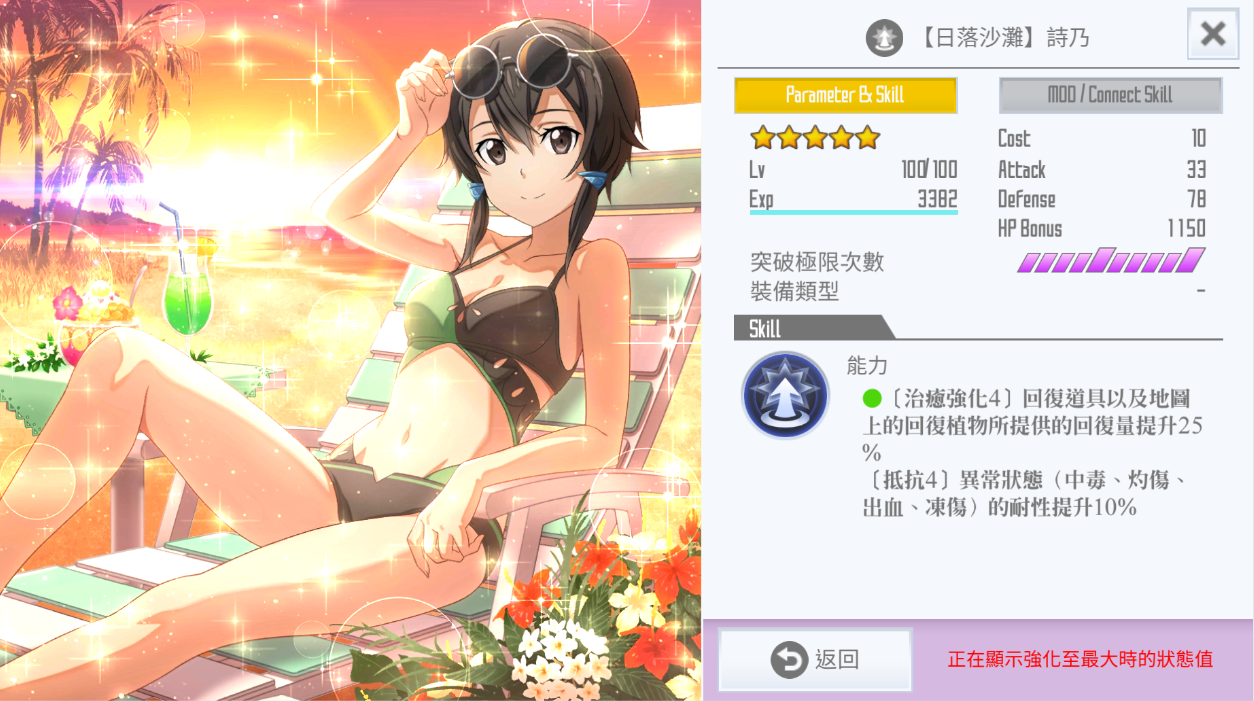 【日落沙灘】詩乃
Parameter & Skill
MOD / Connect Skill
Lv 100/100
Exp 3382
Cost 10
Attack 33
Defense 78
HP Bonus 1150
突破極限次數
裝備類型 -
Skill
能力
●〔治癒強化4〕回復道具以及地圖
上的回復植物所提供的回復量提升25
%
〔抵抗4〕異常狀態（中毒、灼傷、
出血、凍傷）的耐性提升10%
返回
正在顯示強化至最大時的狀態值